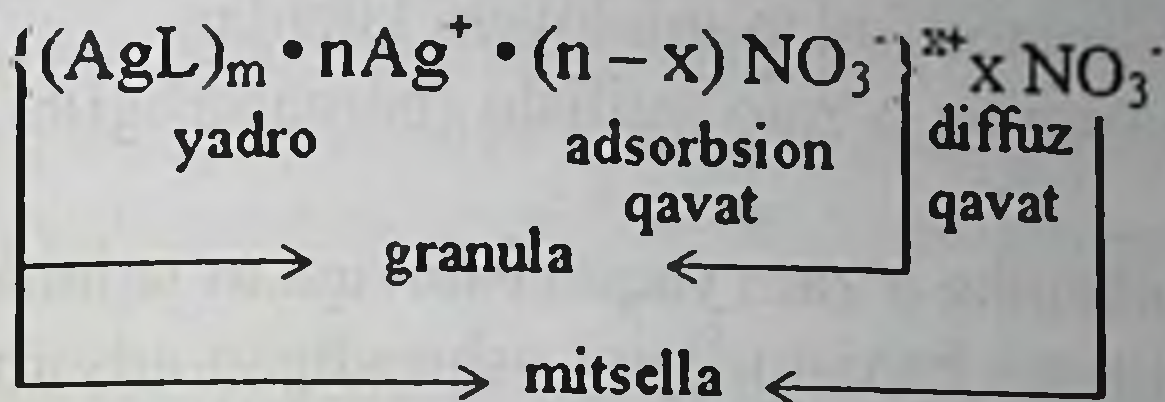 {(AgL)ₘ • nAg⁺ • (n – x) NO₃⁻}ˣ⁺ x NO₃⁻
yadro adsorbsion diffuz
qavat qavat
granula
mitsella